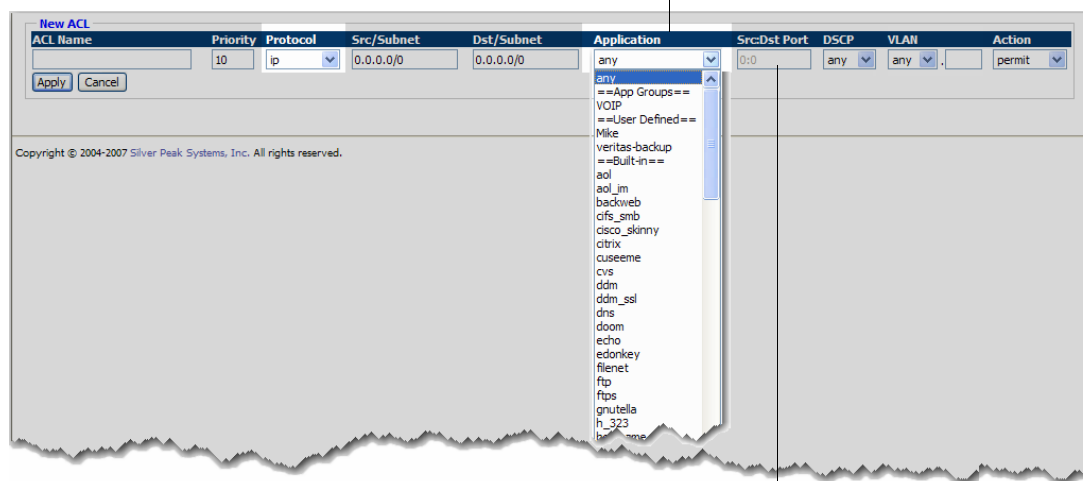 New ACL
ACL Name Priority Protocol Src/Subnet Dst/Subnet Application Src:Dst Port DSCP VLAN Action
10 ip 0.0.0.0/0 0.0.0.0/0 any 0:0 any any . permit
Apply Cancel
any
==App Groups==
VOIP
==User Defined==
Mike
veritas-backup
==Built-in==
aol
aol_im
backweb
cifs_smb
cisco_skinny
citrix
cuseeme
cvs
ddm
ddm_ssl
dns
doom
echo
edonkey
filenet
ftp
ftps
gnutella
h_323
Copyright © 2004-2007 Silver Peak Systems, Inc. All rights reserved.